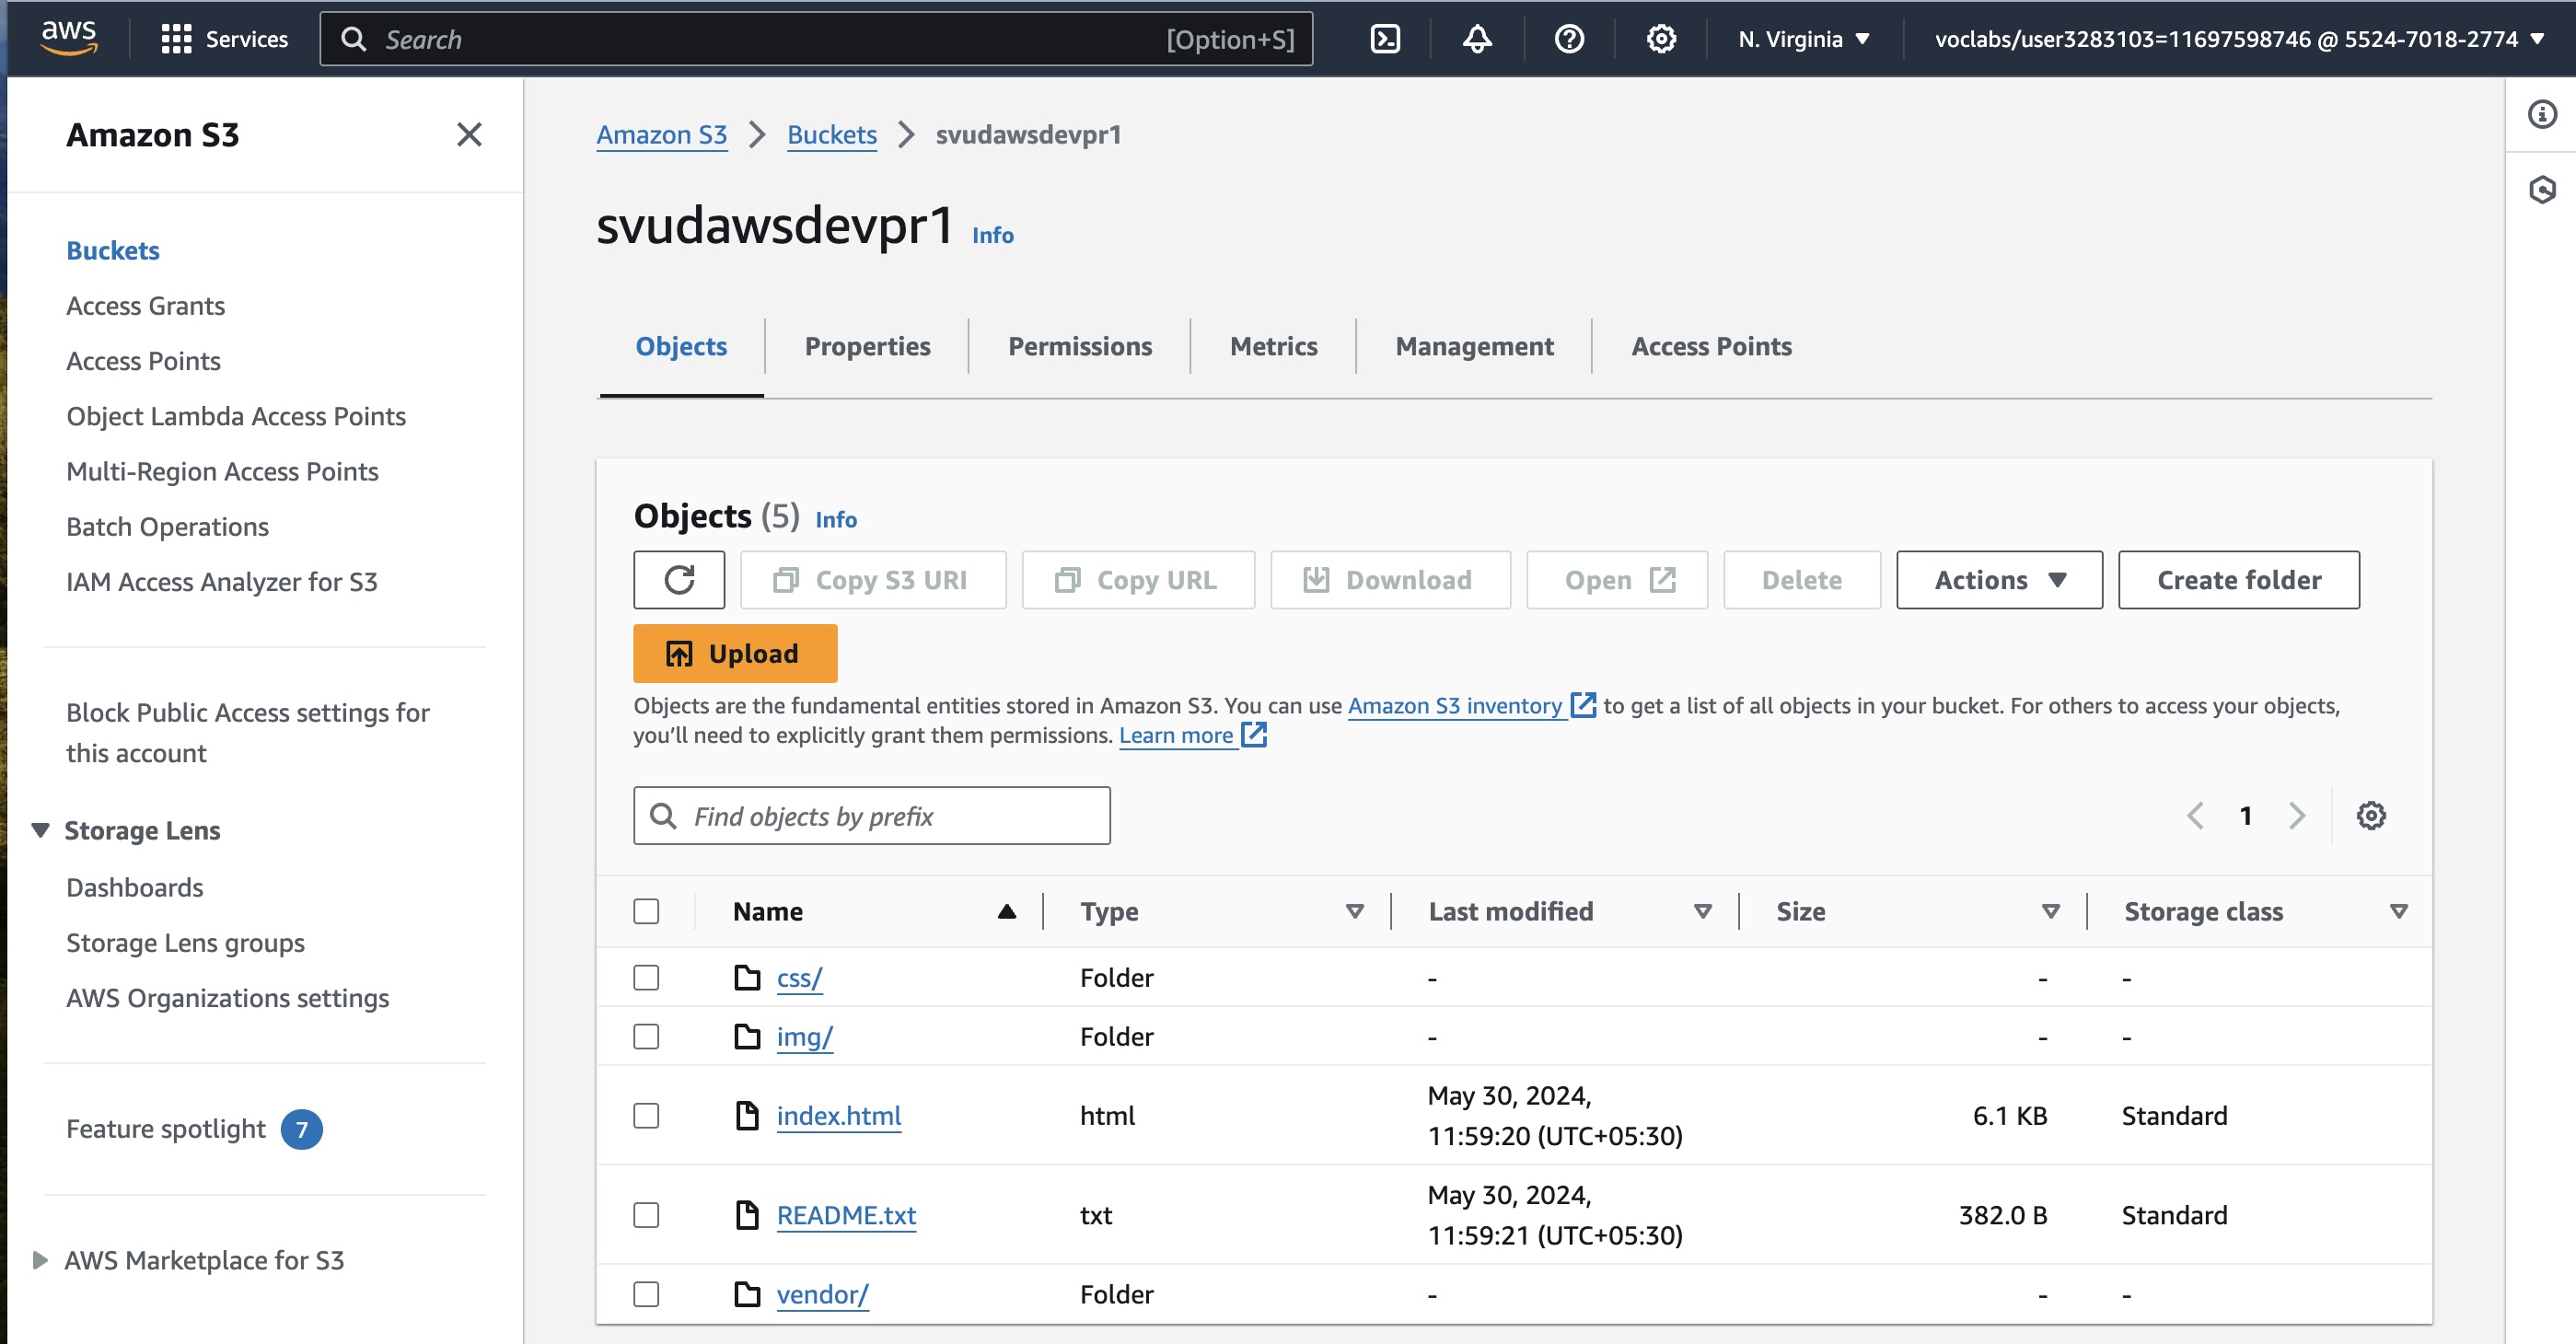 aws
Services
Search [Option+S]
N. Virginia
voclabs/user3283103=11697598746 @ 5524-7018-2774
Amazon S3
Buckets
Access Grants
Access Points
Object Lambda Access Points
Multi-Region Access Points
Batch Operations
IAM Access Analyzer for S3
Block Public Access settings for
this account
Storage Lens
Dashboards
Storage Lens groups
AWS Organizations settings
Feature spotlight 7
AWS Marketplace for S3
Amazon S3 Buckets svudawsdevpr1
svudawsdevpr1 Info
Objects Properties Permissions Metrics Management Access Points
Objects (5) Info
Copy S3 URI Copy URL Download Open Delete Actions Create folder
Upload
Objects are the fundamental entities stored in Amazon S3. You can use Amazon S3 inventory to get a list of all objects in your bucket. For others to access your objects,
you’ll need to explicitly grant them permissions. Learn more
Find objects by prefix
1
Name Type Last modified Size Storage class
css/ Folder - - -
img/ Folder - - -
index.html html May 30, 2024, 6.1 KB Standard
11:59:20 (UTC+05:30)
README.txt txt May 30, 2024, 382.0 B Standard
11:59:21 (UTC+05:30)
vendor/ Folder - - -